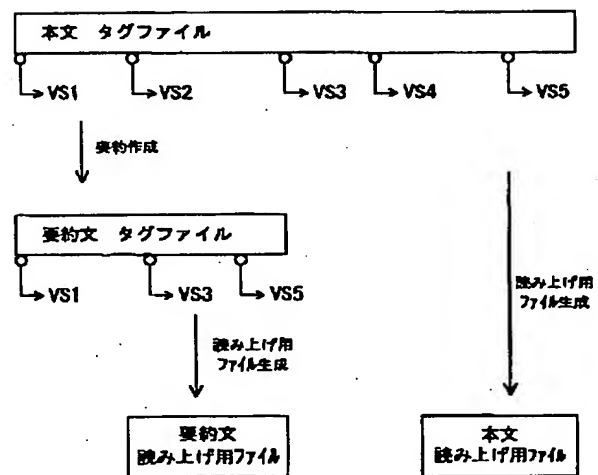 本文 タグファイル
VS1 VS2 VS3 VS4 VS5
要約作成
要約文 タグファイル
VS1 VS3 VS5
読み上げ用
ファイル生成
読み上げ用
ファイル生成
要約文
読み上げ用ファイル
本文
読み上げ用ファイル